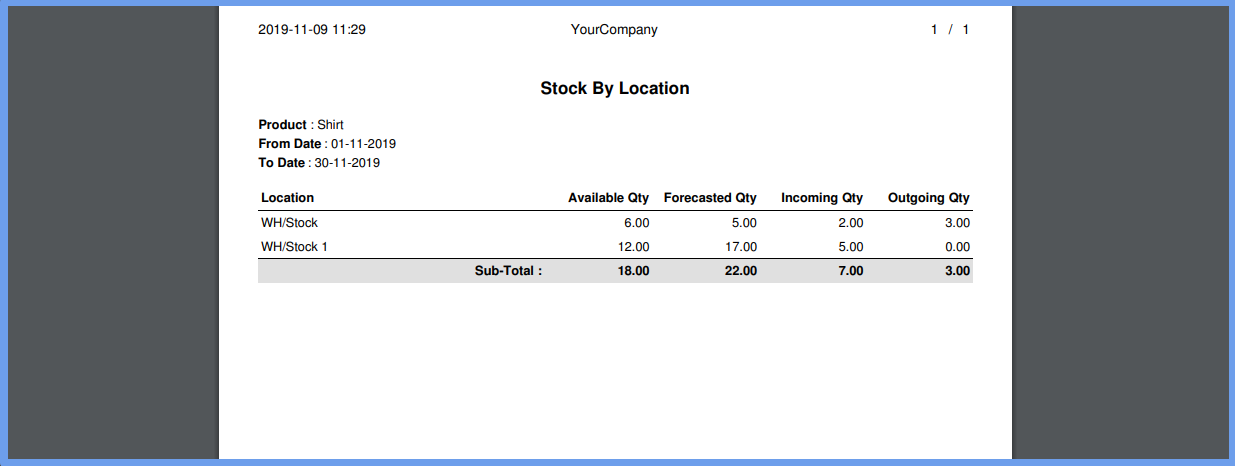 2019-11-09 11:29 YourCompany 1 / 1
Stock By Location
Product : Shirt
From Date : 01-11-2019
To Date : 30-11-2019
Location Available Qty Forecasted Qty Incoming Qty Outgoing Qty
WH/Stock 6.00 5.00 2.00 3.00
WH/Stock 1 12.00 17.00 5.00 0.00
Sub-Total : 18.00 22.00 7.00 3.00